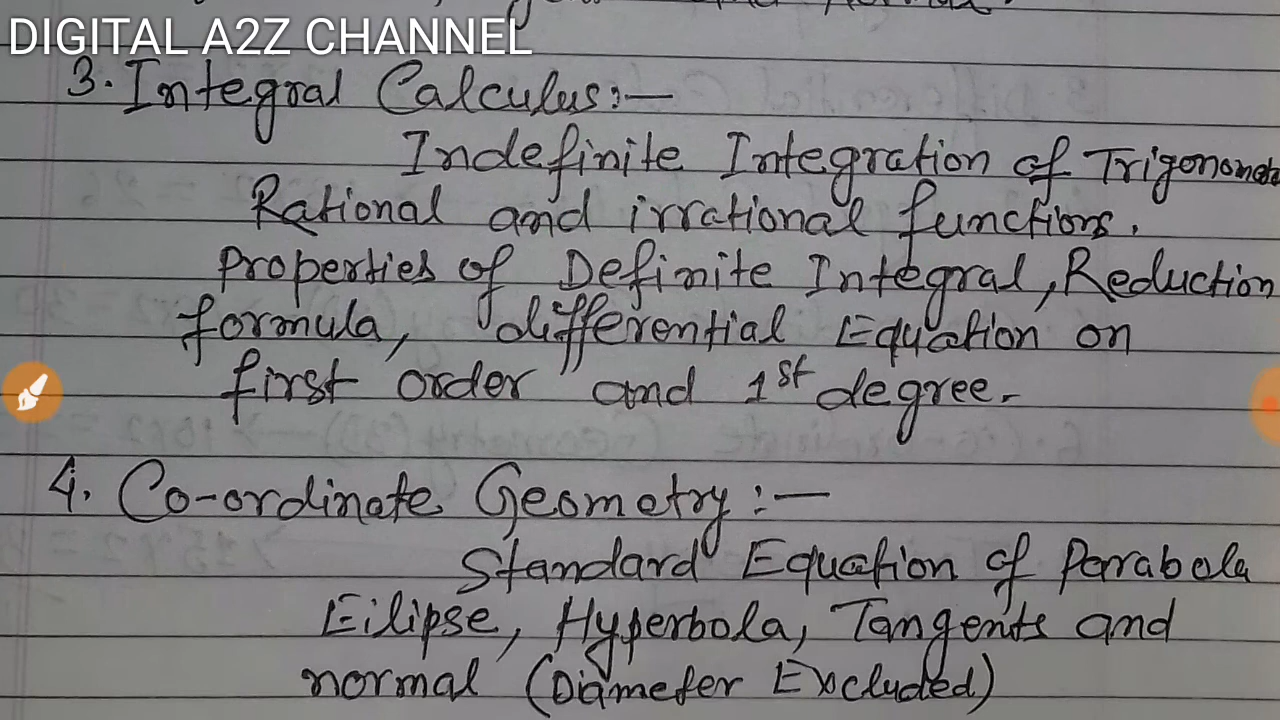 DIGITAL A2Z CHANNEL
3. Integral Calculus:—
Indefinite Integration of
Rational and irrational functions.
Properties of Definite Integral, Reduction
formula, differential Equation on
first order and 1st degree.
4. Co-ordinate Geometry:—
Standard Equation of Parabola
Eilipse, Hyperbola, Tangents and
normal (Diameter Excluded)